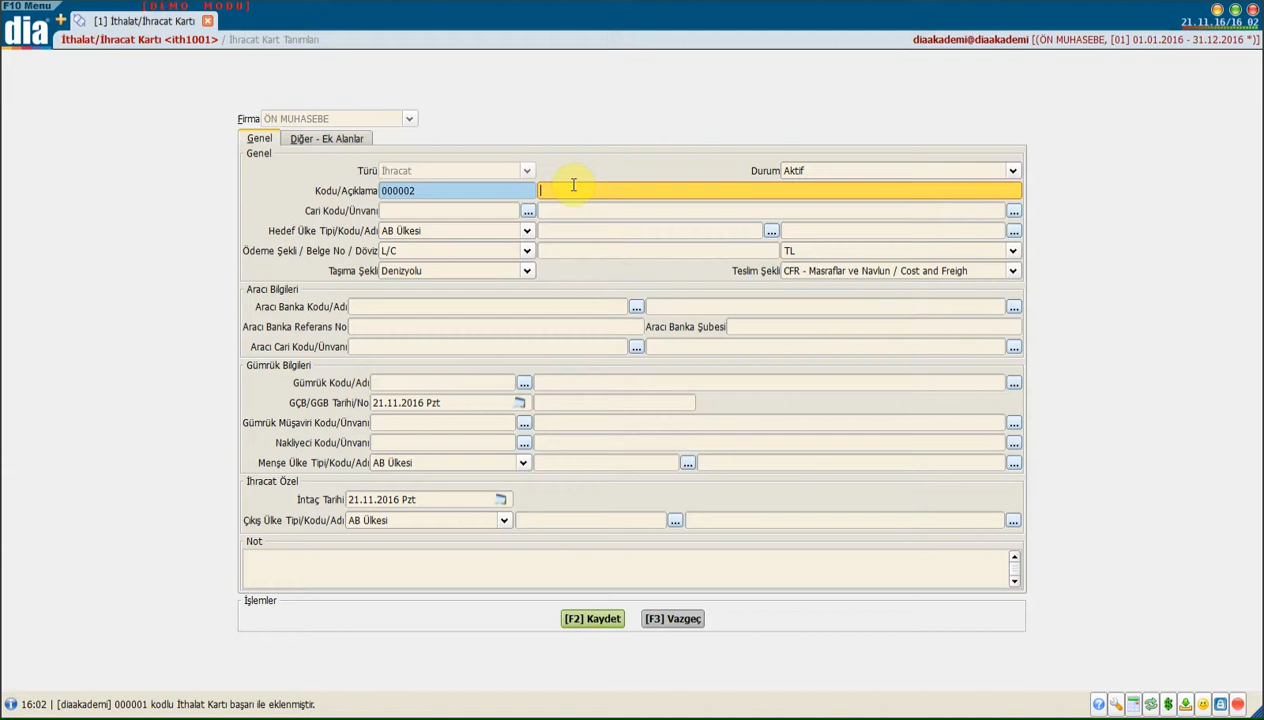 F10 Menu
[DEMO MODU]
dia
[1] İthalat/İhracat Kartı
21.11.16/16 02
İthalat/İhracat Kartı <ith1001> / İhracat Kart Tanımları
diaakademi@diaakademi [(ÖN MUHASEBE, [01] 01.01.2016 - 31.12.2016 *)]
Firma ÖN MUHASEBE
Genel Diğer - Ek Alanlar
Genel
Türü İhracat Durum Aktif
Kodu/Açıklama 000002
Cari Kodu/Ünvanı ... ...
Hedef Ülke Tipi/Kodu/Adı AB Ülkesi ... ...
Ödeme Şekli / Belge No / Döviz L/C TL
Taşıma Şekli Denizyolu Teslim Şekli CFR - Masraflar ve Navlun / Cost and Freigh
Aracı Bilgileri
Aracı Banka Kodu/Adı ... ...
Aracı Banka Referans No Aracı Banka Şubesi
Aracı Cari Kodu/Ünvanı ... ...
Gümrük Bilgileri
Gümrük Kodu/Adı ... ...
GÇB/GGB Tarihi/No 21.11.2016 Pzt
Gümrük Müşaviri Kodu/Ünvanı ... ...
Nakliyeci Kodu/Ünvanı ... ...
Menşe Ülke Tipi/Kodu/Adı AB Ülkesi ... ...
İhracat Özel
İntaç Tarihi 21.11.2016 Pzt
Çıkış Ülke Tipi/Kodu/Adı AB Ülkesi ... ...
Not
İşlemler
[F2] Kaydet [F3] Vazgeç
16:02 | [diaakademi] 000001 kodlu İthalat Kartı başarı ile eklenmiştir.